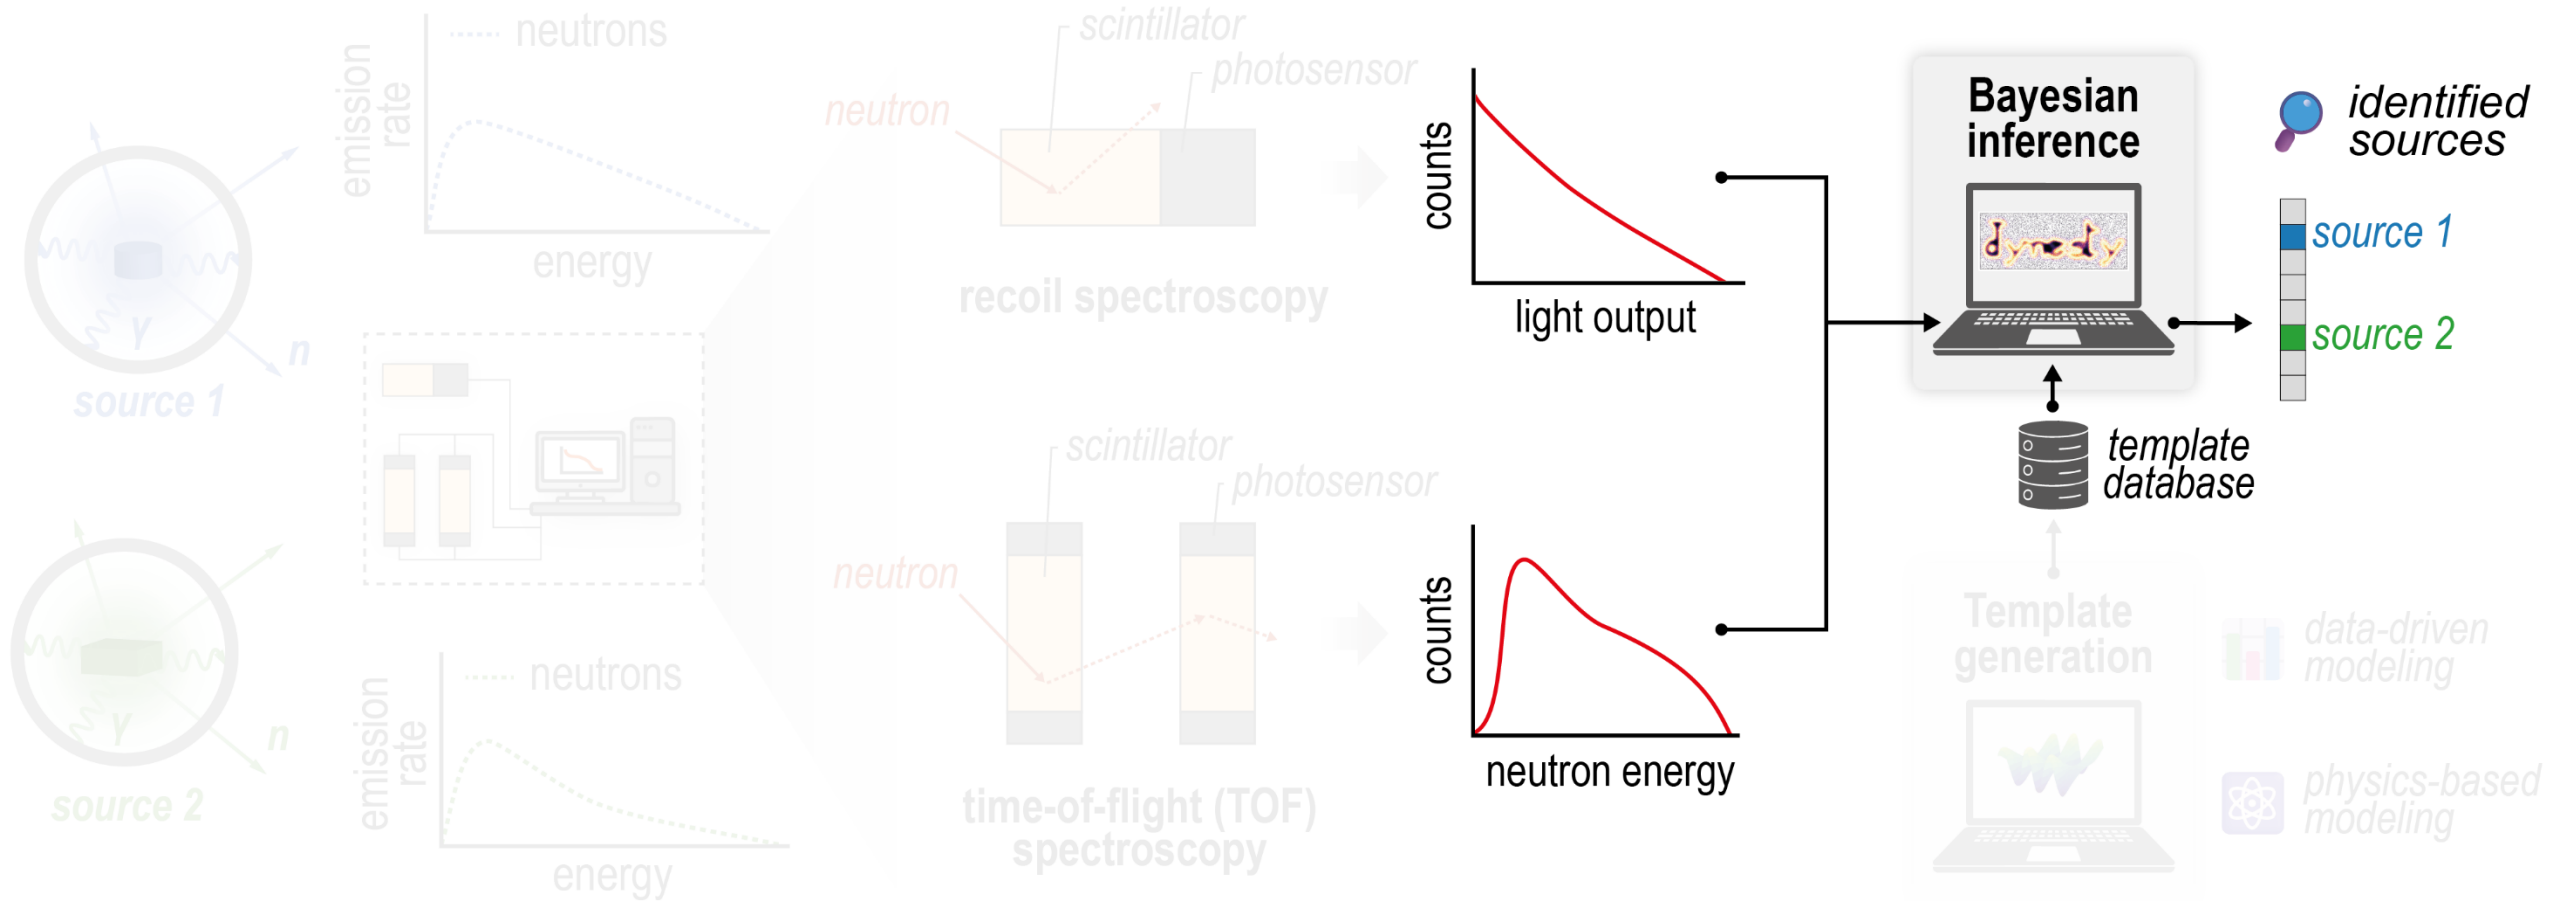 neutrons
emission
rate
energy
γ
n
source 1
scintillator
photosensor
neutron
recoil spectroscopy
counts
light output
Bayesian
inference
dynesty
identified
sources
source 1
source 2
template
database
neutrons
emission
rate
energy
γ
n
source 2
scintillator
photosensor
neutron
time-of-flight (TOF)
spectroscopy
counts
neutron energy
Template
generation
data-driven
modeling
physics-based
modeling